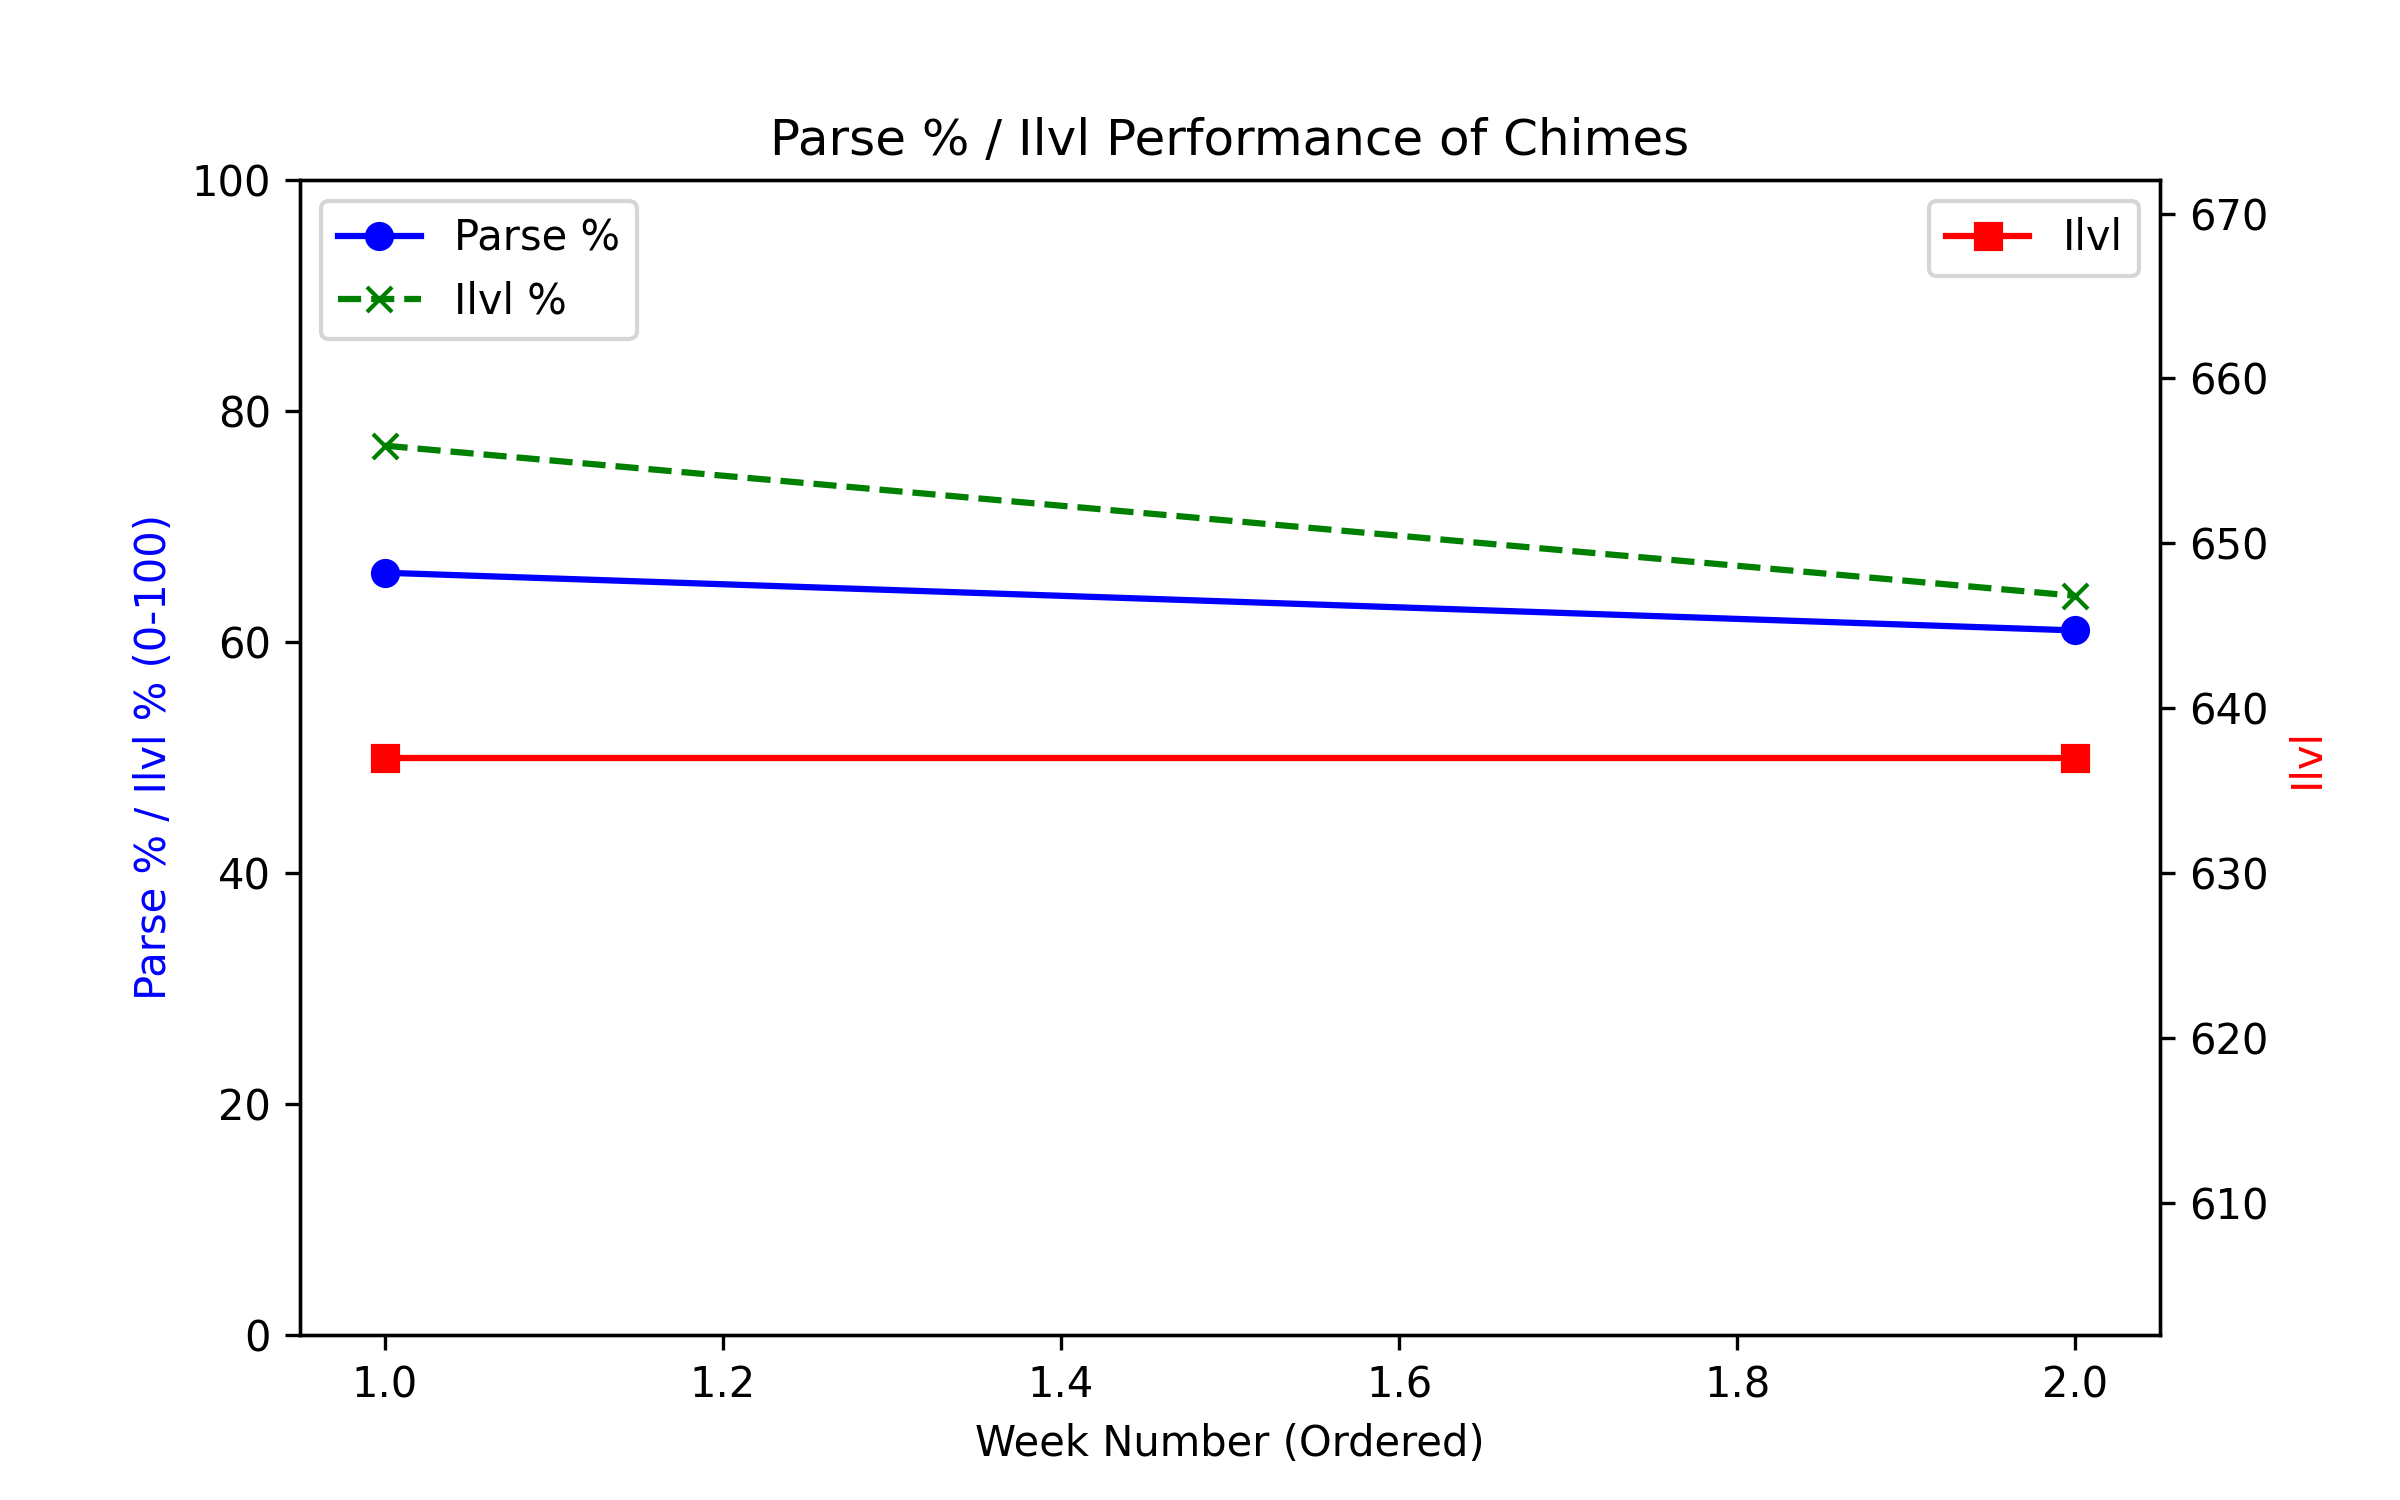 Parse % / Ilvl Performance of Chimes
Parse %
Ilvl %
Ilvl
100
80
60
40
20
0
Parse % / Ilvl % (0-100)
670
660
650
640
630
620
610
Ilvl
1.0 1.2 1.4 1.6 1.8 2.0
Week Number (Ordered)